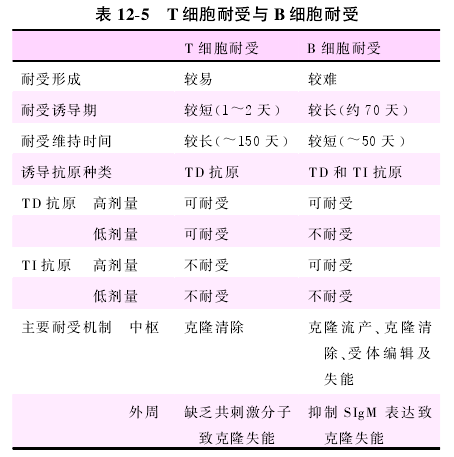 表 12-5 T 细胞耐受与 B 细胞耐受
T 细胞耐受 B 细胞耐受
耐受形成 较易 较难
耐受诱导期 较短(1～2 天) 较长(约 70 天)
耐受维持时间 较长(～150 天) 较短(～50 天)
诱导抗原种类 TD 抗原 TD 和 TI 抗原
TD 抗原 高剂量 可耐受 可耐受
低剂量 可耐受 不耐受
TI 抗原 高剂量 不耐受 可耐受
低剂量 不耐受 不耐受
主要耐受机制 中枢 克隆清除 克隆流产、克隆清
除、受体编辑及
失能
外周 缺乏共刺激分子 抑制 SIgM 表达致
致克隆失能 克隆失能